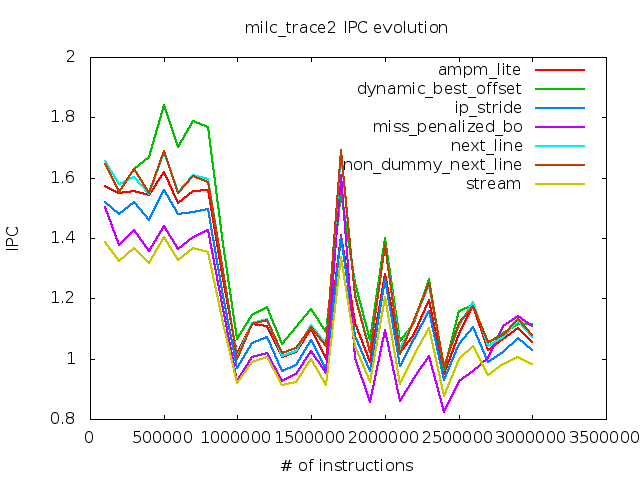 milc_trace2 IPC evolution
2
1.8
1.6
1.4
1.2
1
0.8
IPC
ampm_lite
dynamic_best_offset
ip_stride
miss_penalized_bo
next_line
non_dummy_next_line
stream
0 500000 1000000 1500000 2000000 2500000 3000000 3500000
# of instructions